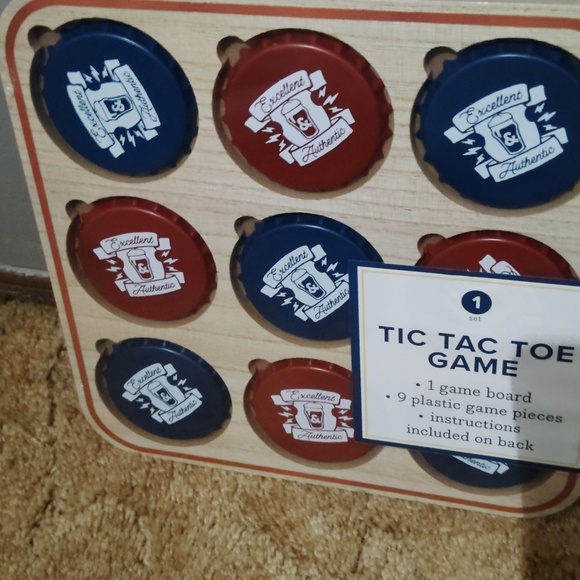 Excellent
&
Authentic
Excellent
&
Authentic
Excellent
&
Authentic
Excellent
&
Authentic
Excellent
&
Authentic
1
set
TIC TAC TOE
GAME
• 1 game board
• 9 plastic game pieces
• instructions
included on back
Excellent
&
Authentic
Excellent
&
Authentic
Authentic